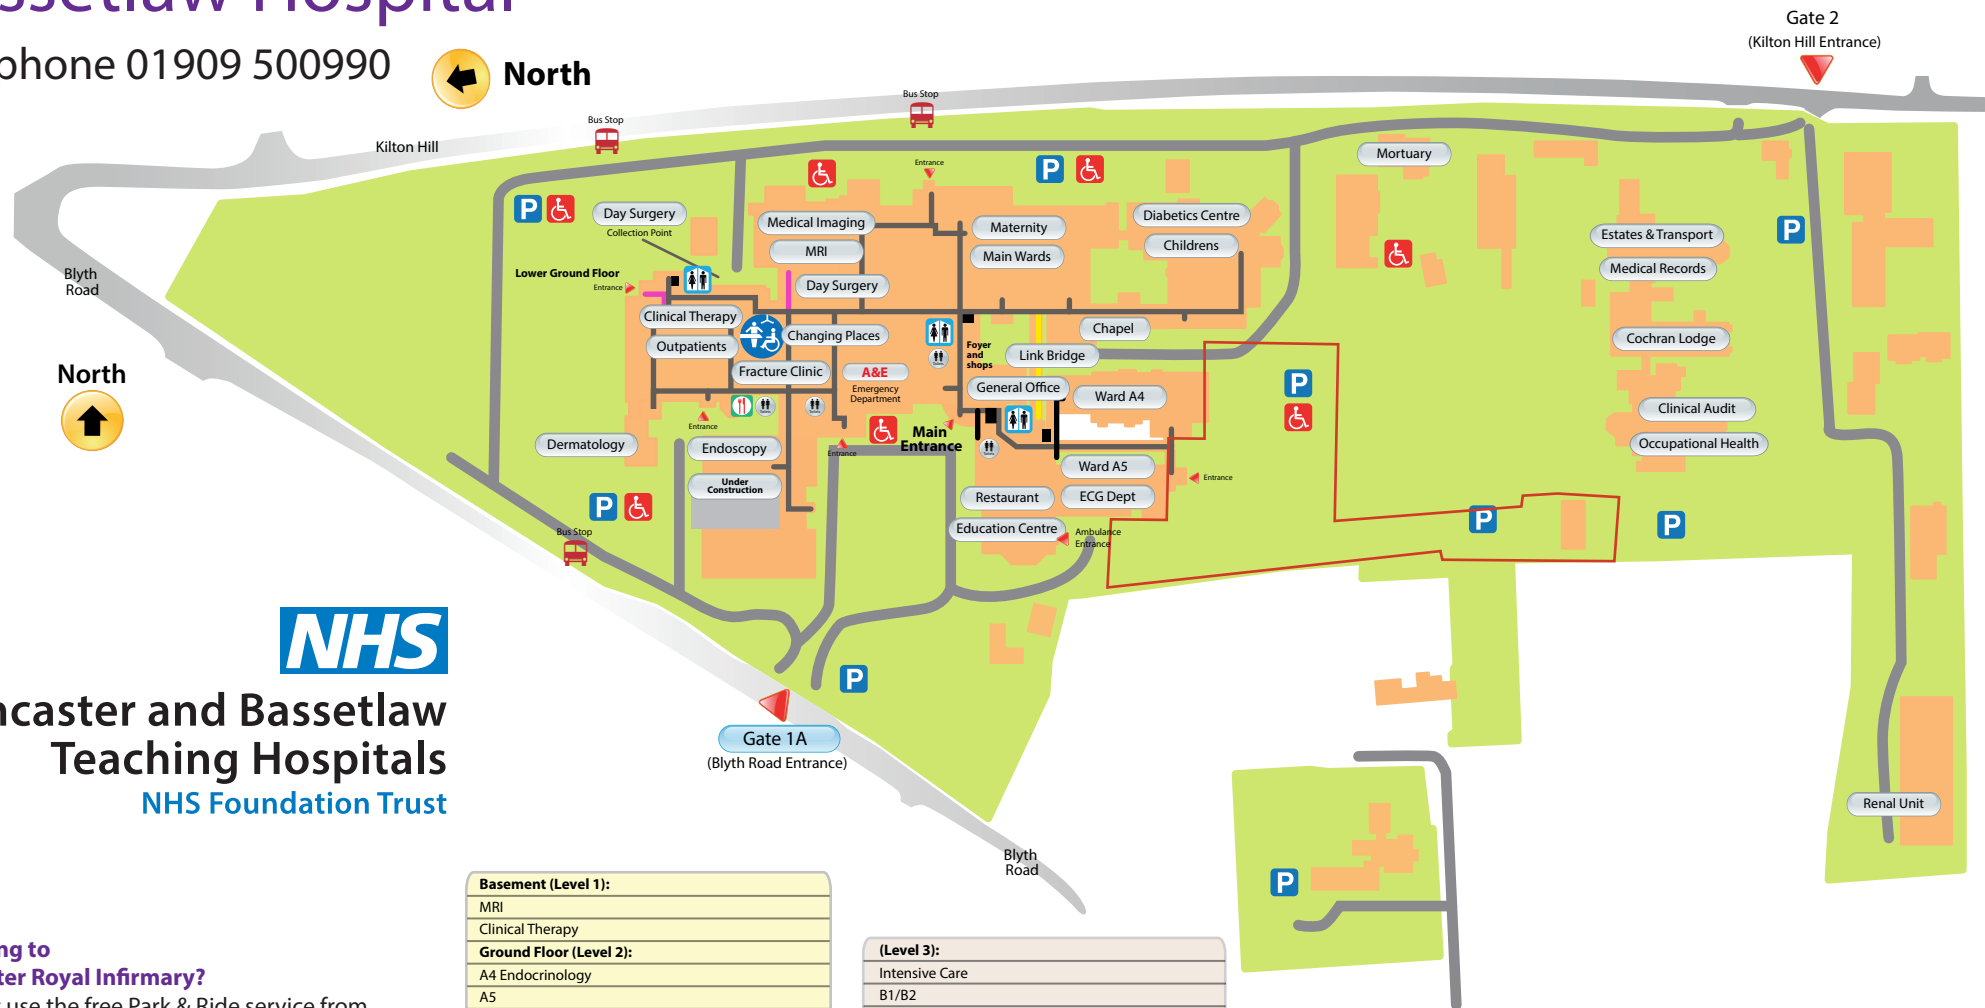 ssetlaw Hospital
phone 01909 500990
North
Gate 2
(Kilton Hill Entrance)
Bus Stop
Bus Stop
Kilton Hill
Mortuary
Entrance
P
P
P
Day Surgery
Collection Point
Medical Imaging
MRI
Day Surgery
Maternity
Main Wards
Diabetics Centre
Childrens
Estates & Transport
Medical Records
Cochran Lodge
Clinical Audit
Occupational Health
Blyth
Road
Lower Ground Floor
Entrance
Clinical Therapy
Outpatients
Changing Places
Fracture Clinic
A&E
Emergency
Department
Foyer
and
shops
Chapel
Link Bridge
General Office
Ward A4
P
North
Entrance
Dermatology
Endoscopy
Under
Construction
Entrance
Main
Entrance
Ward A5
ECG Dept
Restaurant
Education Centre
Entrance
Ambulance
Entrance
P
P
P
Bus Stop
NHS
ncaster and Bassetlaw
Teaching Hospitals
NHS Foundation Trust
P
Gate 1A
(Blyth Road Entrance)
Renal Unit
Blyth
Road
P
ng to
ter Royal Infirmary?
use the free Park & Ride service from
Basement (Level 1):
MRI
Clinical Therapy
Ground Floor (Level 2):
A4 Endocrinology
A5
(Level 3):
Intensive Care
B1/B2